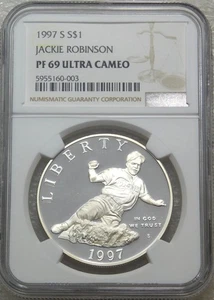 1997 S S$1
JACKIE ROBINSON
PF 69 ULTRA CAMEO
5955160-003
NGC
NUMISMATIC GUARANTY CORPORATION
LIBERTY
IN GOD
WE TRUST
S
1997